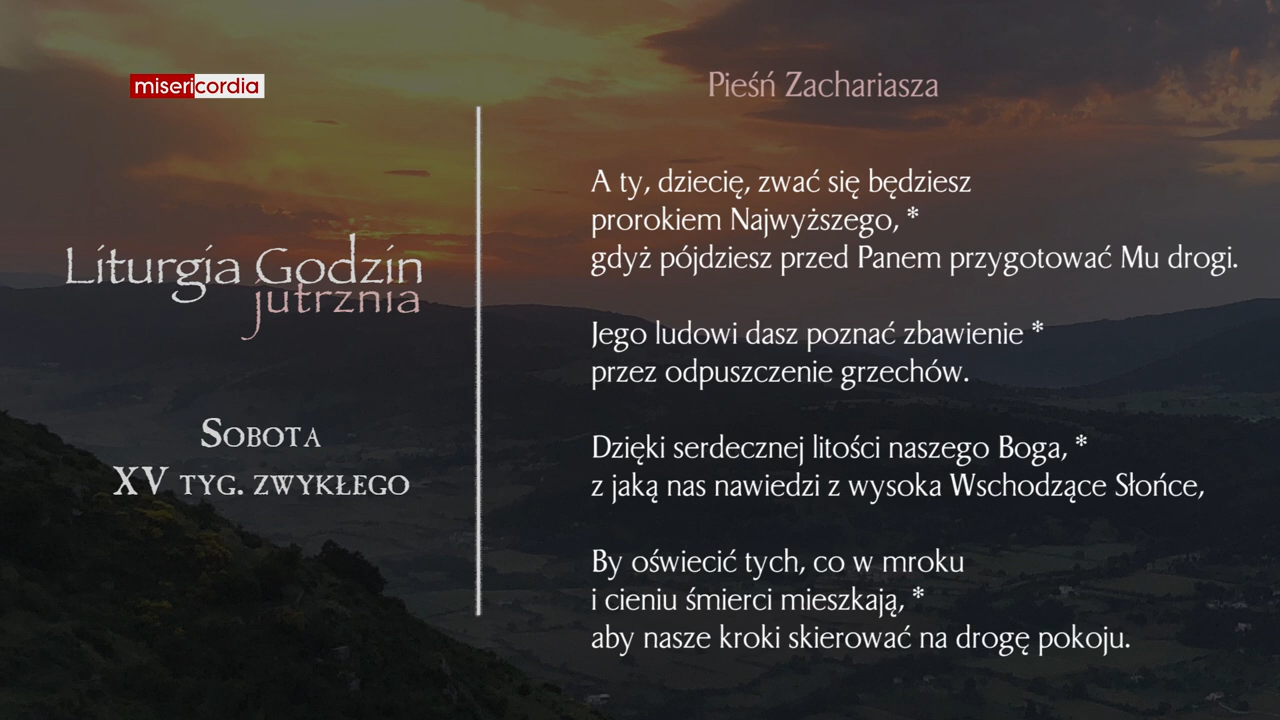 misericordia
Liturgia Godzin
jutrznia
Sobota
XV tyg. zwykłego
Pieśń Zachariasza
A ty, dziecię, zwać się będziesz
prorokiem Najwyższego, *
gdyż pójdziesz przed Panem przygotować Mu drogi.
Jego ludowi dasz poznać zbawienie *
przez odpuszczenie grzechów.
Dzięki serdecznej litości naszego Boga, *
z jaką nas nawiedzi z wysoka Wschodzące Słońce,
By oświecić tych, co w mroku
i cieniu śmierci mieszkają, *
aby nasze kroki skierować na drogę pokoju.